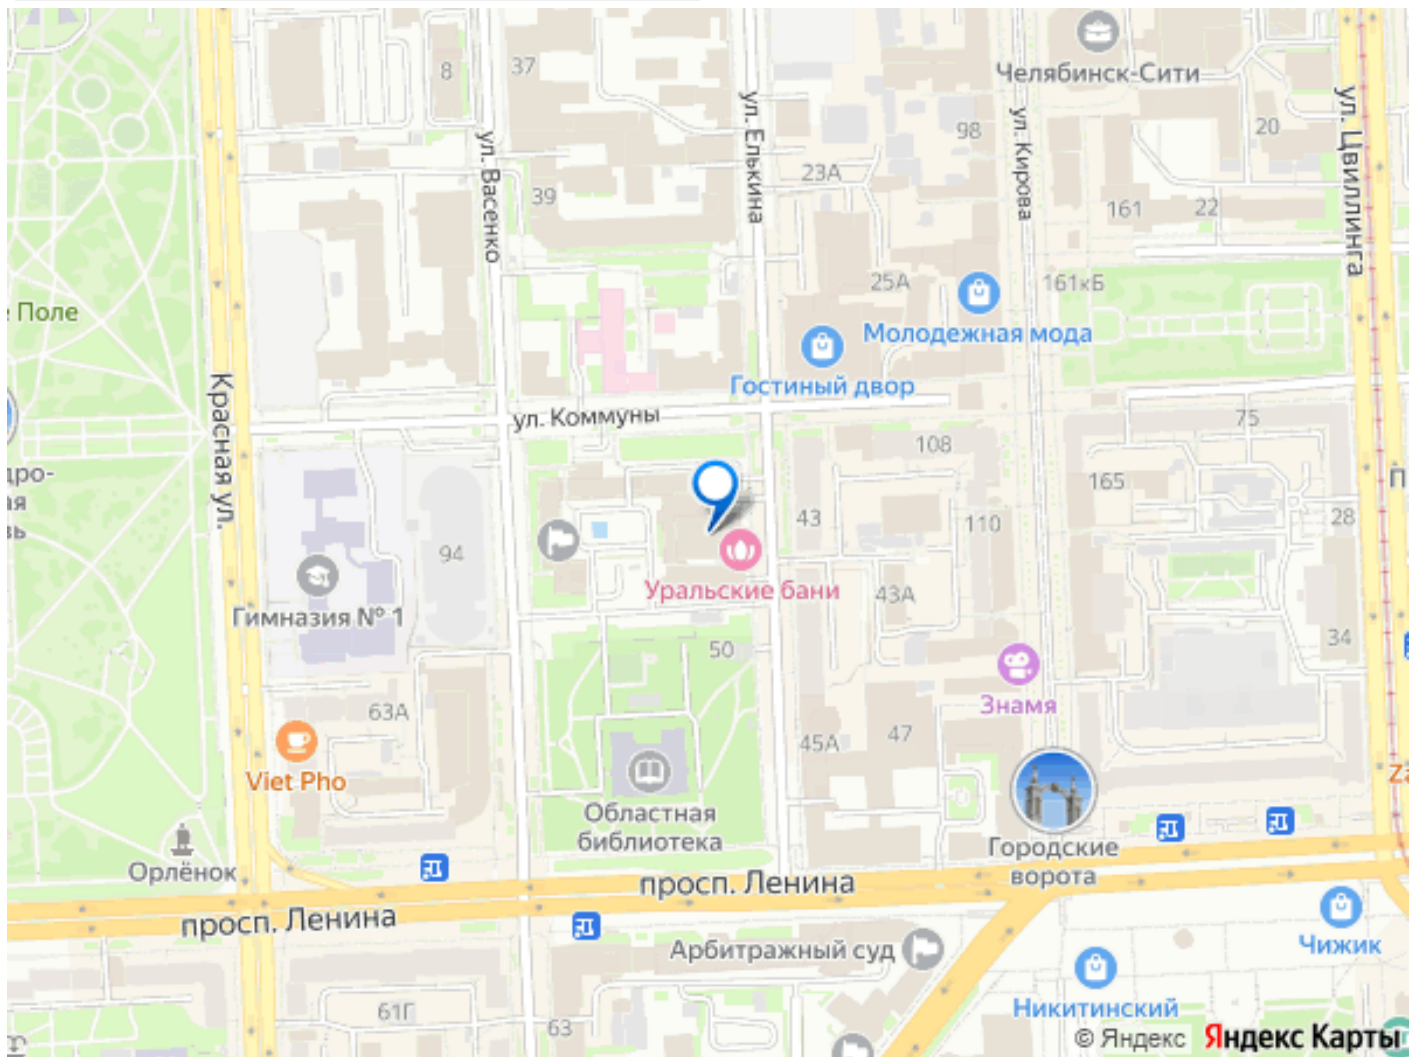 8
37
Челябинск-Сити
ул. Елькина
ул. Кирова
ул. Цвиллинга
98
20
ул. Васенко
23А
39
161
22
25А
161кБ
Поле
Молодежная мода
Гостиный двор
Красная ул.
ул. Коммуны
75
108
165
43
110
28
94
Уральские бани
43А
Гимназия № 1
50
34
Знамя
63А
45А
47
Viet Pho
Областная
библиотека
Городские
ворота
Орлёнок
просп. Ленина
просп. Ленина
Арбитражный суд
Чижик
Никитинский
61Г
63
© Яндекс Яндекс Карты